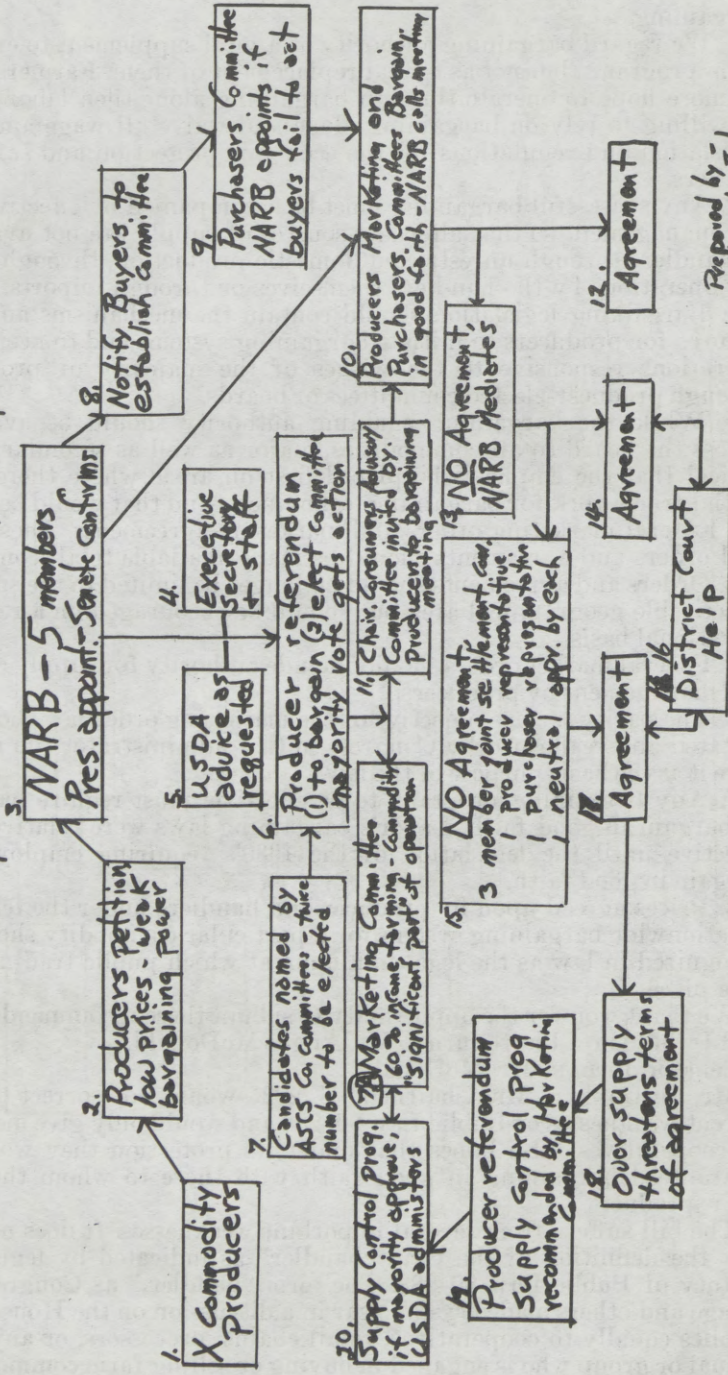 1.
X Commodity
producers
2.
Producers petition
low prices weak
bargaining power
3.
NARB 5 members
Pres appoint. Senate Confirms
4.
Executive
Secretary
- Staff
5.
USDA
advice as
requested
6. Producer referendum
(1) to bargain (2) elect Committee
majority vote gets action
7.
Candidates named by
ASCS Co. Committees twice
number to be elected
8.
Notify Buyers to
establish Committee
9.
Purchasers Committee
NARB appoints if
buyers fail to act
10.
Producers Marketing and
Purchasers Committees Bargain,
in good faith, NARB calls meeting
11.
Chair. Consumers advisory
Committee invited by
Producers to bargaining
meeting
12.
Agreement
13.
NO Agreement,
NARB Mediates
14.
Agreement
15.
NO Agreement,
3 member joint settlement, Com.
producer representative
purchaser representative
neutral appr. by each
16
District Court
Help
17.
Agreement
18.
Over supply
threatens terms
of agreement
19
Producer referendum
Supply Control prog
recommended by Marketing
Committee
20.
Supply Control prog.
if majority approve,
USDA administers
Marketing Committee
60% from farming Commodity
"significant part" of operation
Prepared by -